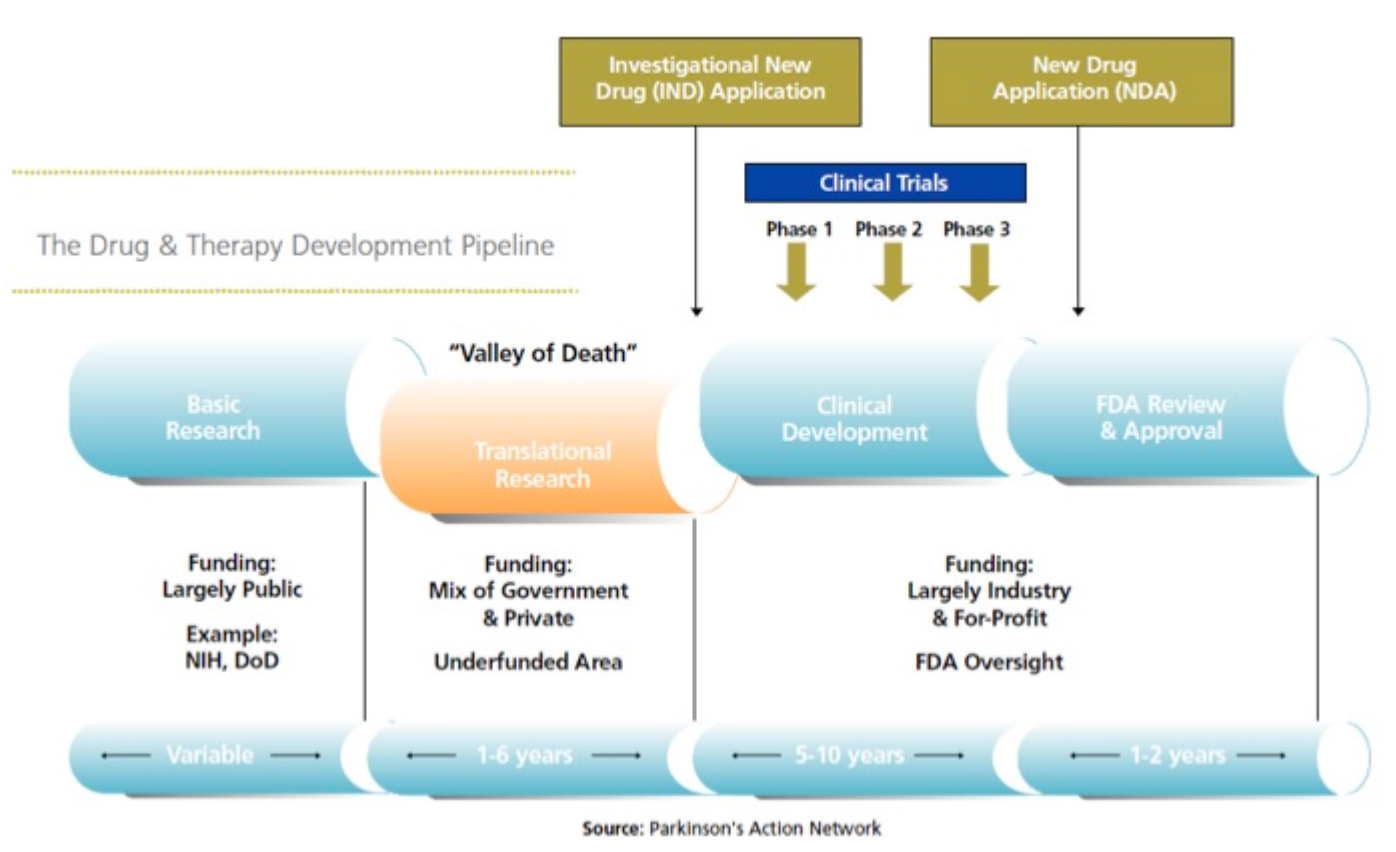 Investigational New
Drug (IND) Application
New Drug
Application (NDA)
Clinical Trials
Phase 1 Phase 2 Phase 3
The Drug & Therapy Development Pipeline
"Valley of Death"
Basic
Research
Translational
Research
Clinical
Development
FDA Review
& Approval
Funding:
Largely Public
Example:
NIH, DoD
Funding:
Mix of Government
& Private
Underfunded Area
Funding:
Largely Industry
& For-Profit
FDA Oversight
Variable
1-6 years
5-10 years
1-2 years
Source: Parkinson's Action Network